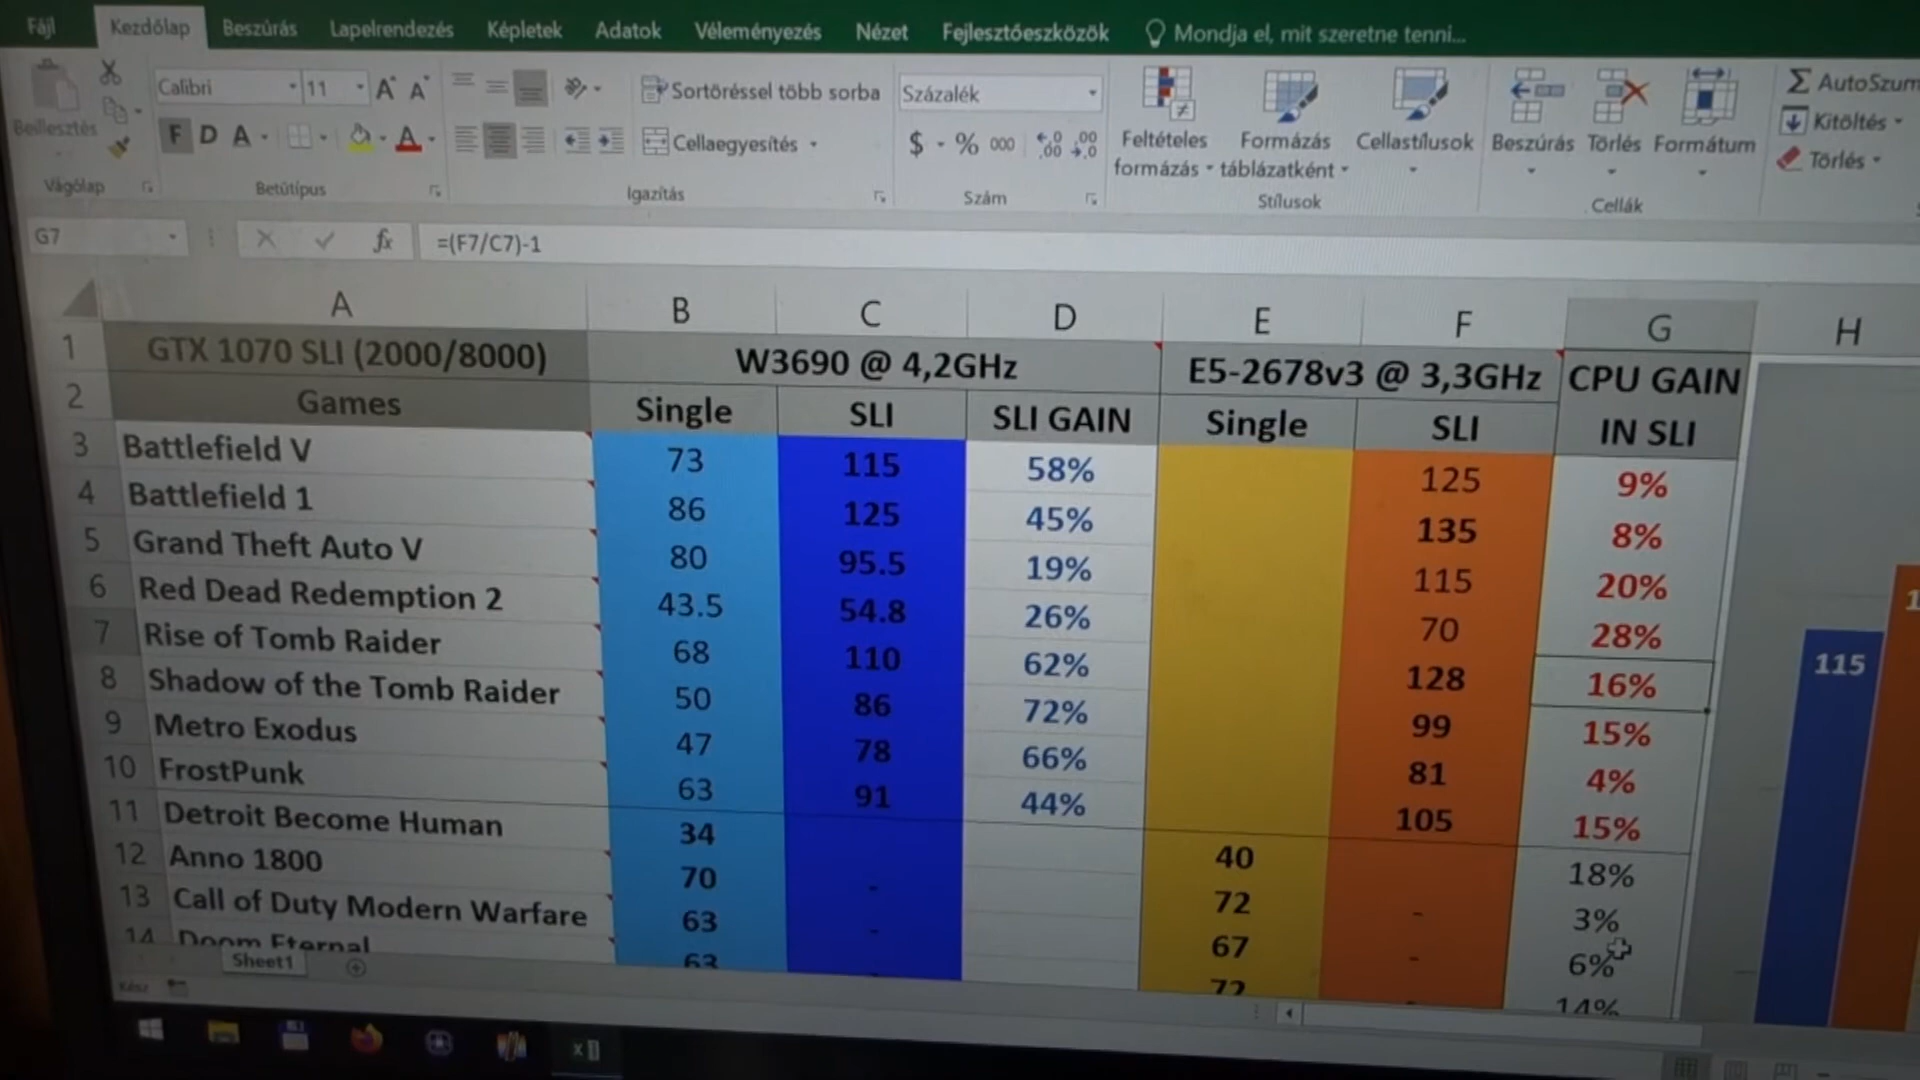 Fájl Kezdőlap Beszúrás Lapelrendezés Képletek Adatok Véleményezés Nézet Fejlesztőeszközök Mondja el, mit szeretne tenni...
Beillesztés
Calibri 11
F D A
Sortöréssel több sorba
Cellaegyesítés
Százalék
$ % 000
Feltételes formázás
Formázás táblázatként
Cellastílusok
Beszúrás Törlés Formátum
AutoSzum
Kitöltés
Törlés
Vágólap Betűtípus Igazítás Szám Stílusok Cellák
G7 fx =(F7/C7)-1
A B C D E F G H
1 GTX 1070 SLI (2000/8000) W3690 @ 4,2GHz E5-2678v3 @ 3,3GHz CPU GAIN
2 Games Single SLI SLI GAIN Single SLI IN SLI
3 Battlefield V 73 115 58% 125 9%
4 Battlefield 1 86 125 45% 135 8%
5 Grand Theft Auto V 80 95.5 19% 115 20%
6 Red Dead Redemption 2 43.5 54.8 26% 70 28%
7 Rise of Tomb Raider 68 110 62% 128 16%
8 Shadow of the Tomb Raider 50 86 72% 99 15%
9 Metro Exodus 47 78 66% 81 4%
10 FrostPunk 63 91 44% 105 15%
11 Detroit Become Human 34 40 18%
12 Anno 1800 70 - 72 - 3%
13 Call of Duty Modern Warfare 63 - 67 - 6%
14 Doom Eternal 63 - 72 - 14%
115
Sheet1
Kész